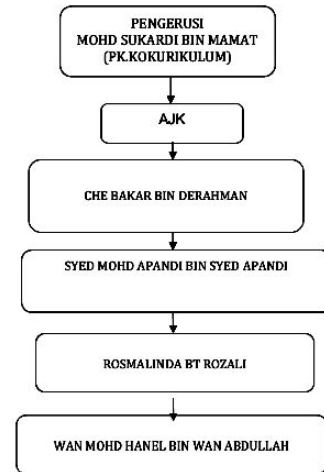 PENGERUSI
MOHD SUKARDI BIN MAMAT
(PK.KOKURIKULUM)
AJK
CHE BAKAR BIN DERAHMAN
SYED MOHD APANDI BIN SYED APANDI
ROSMALINDA BT ROZALI
WAN MOHD HANEL BIN WAN ABDULLAH